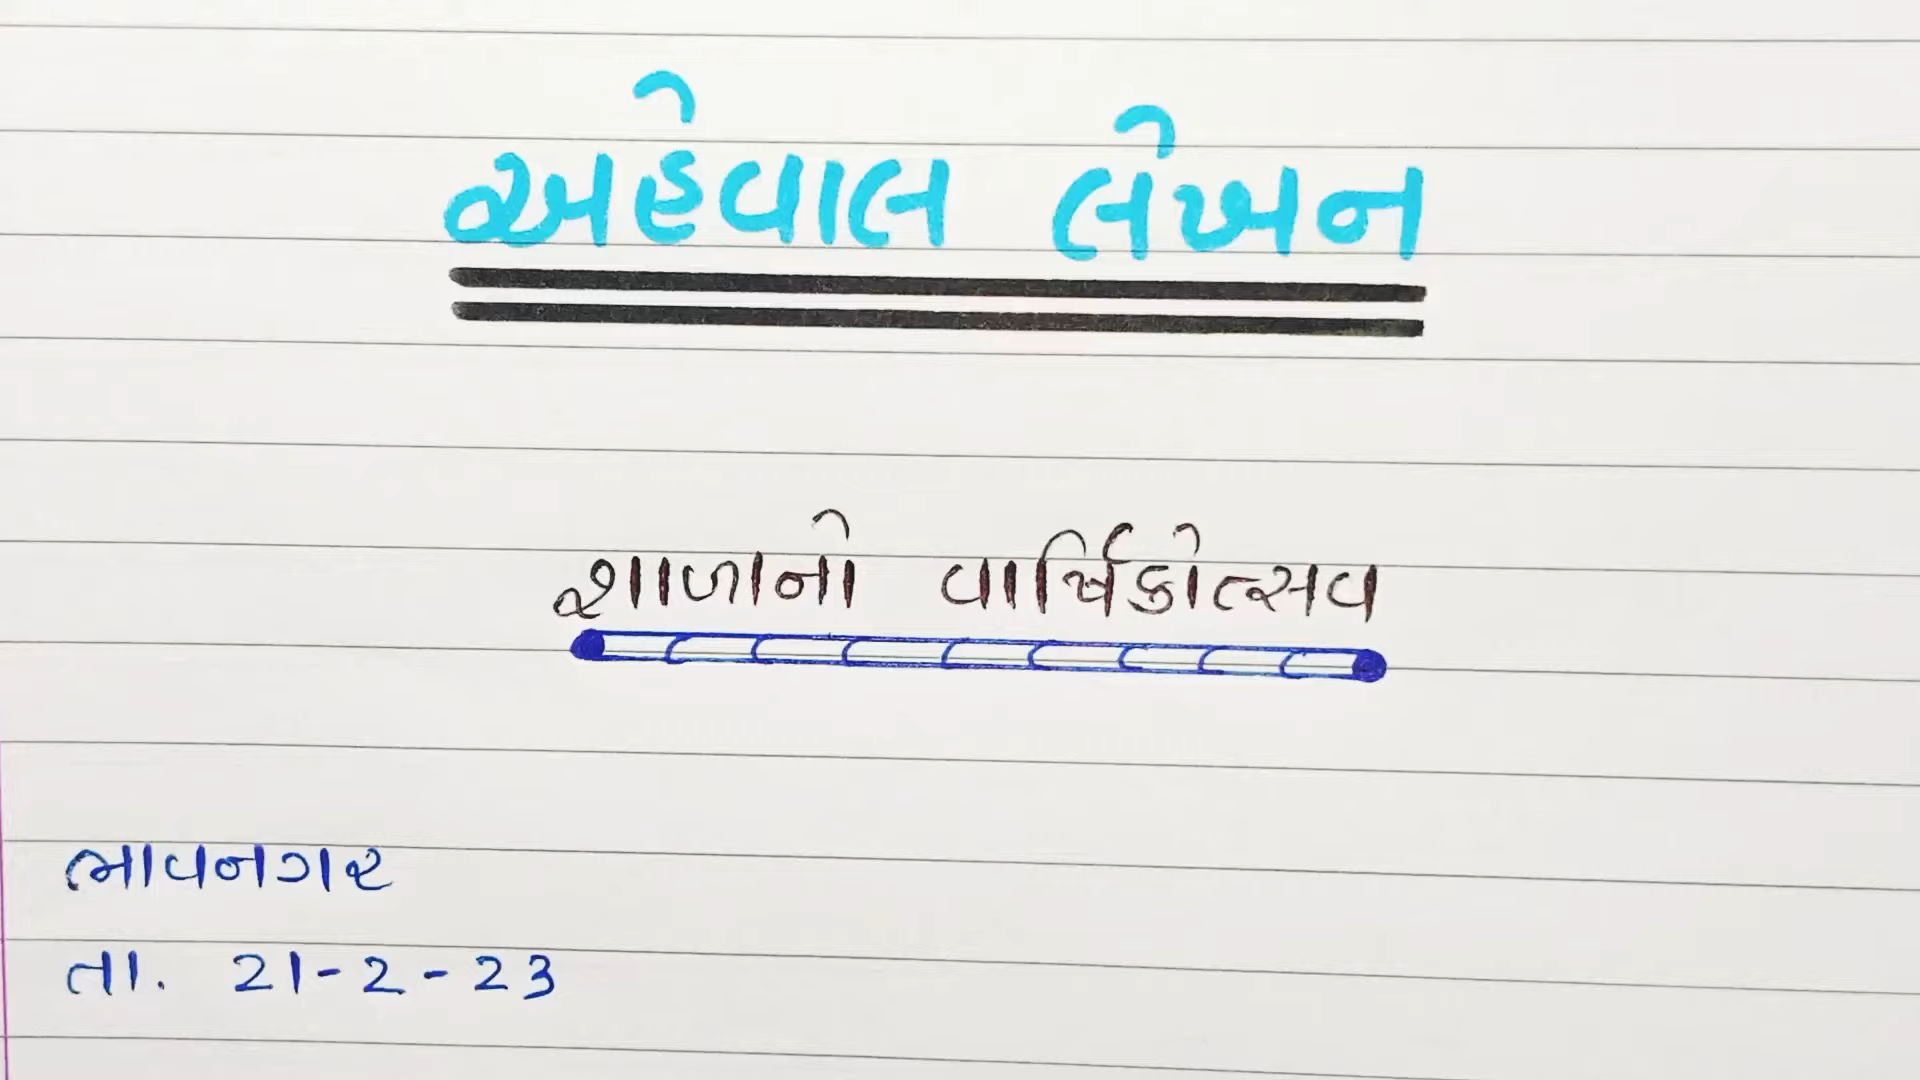 અહેવાલ લેખન
શાળાનો વાર્ષિકોત્સવ
ભાવનગર
તા. 21-2-23